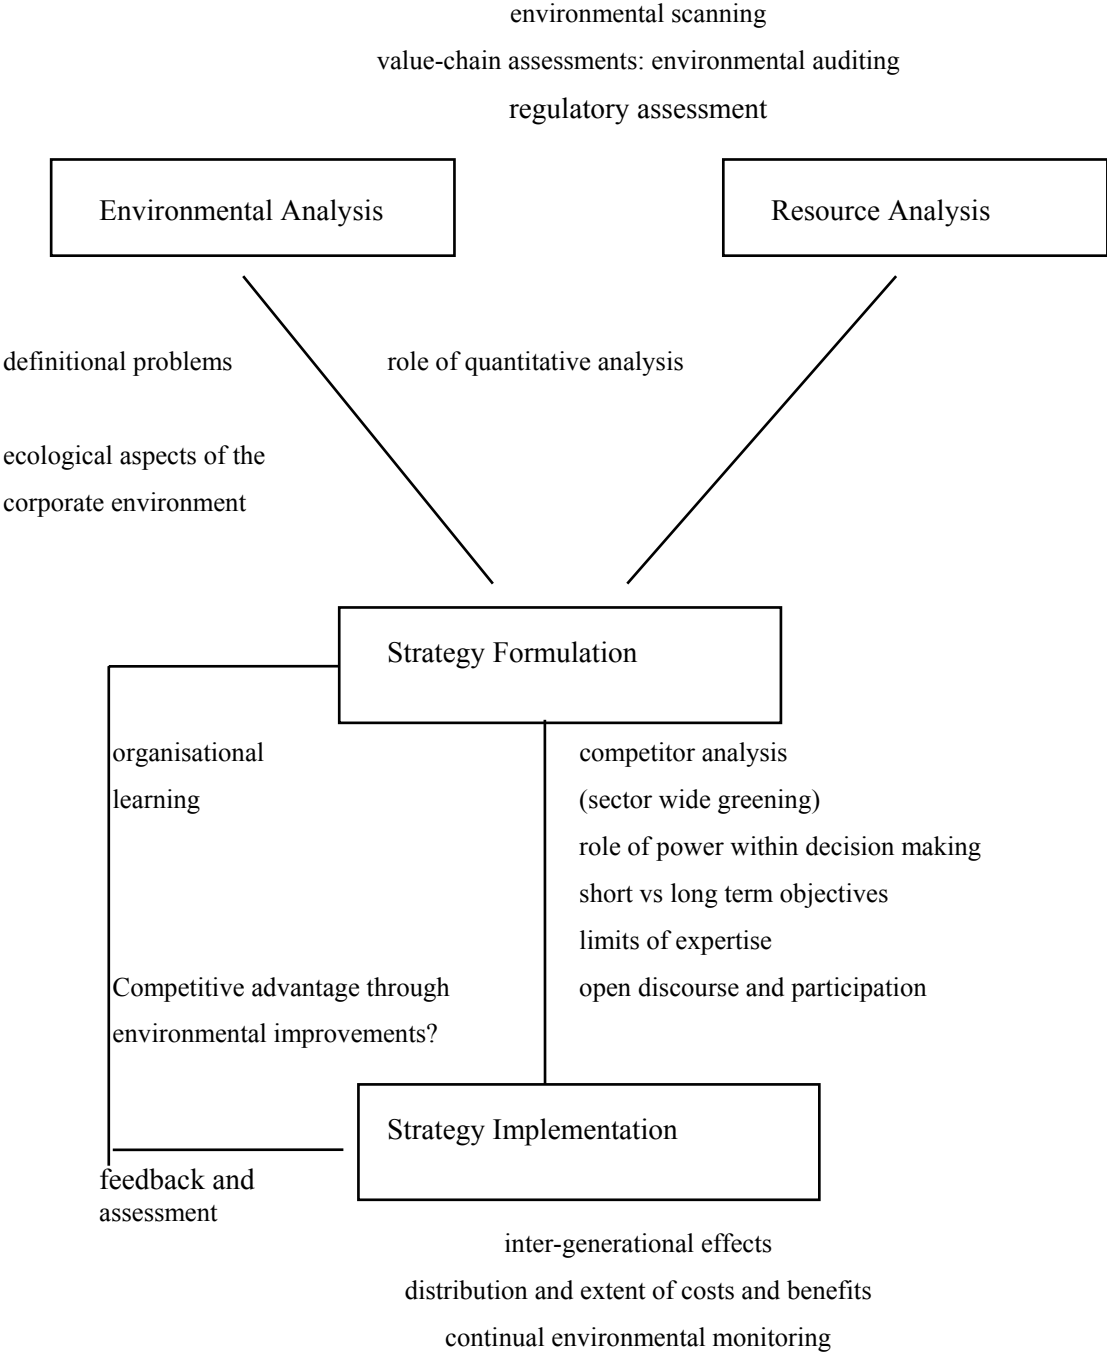 environmental scanning
value-chain assessments: environmental auditing
regulatory assessment
Environmental Analysis
Resource Analysis
definitional problems
role of quantitative analysis
ecological aspects of the
corporate environment
Strategy Formulation
organisational
learning
competitor analysis
(sector wide greening)
role of power within decision making
short vs long term objectives
limits of expertise
open discourse and participation
Competitive advantage through
environmental improvements?
Strategy Implementation
feedback and
assessment
inter-generational effects
distribution and extent of costs and benefits
continual environmental monitoring